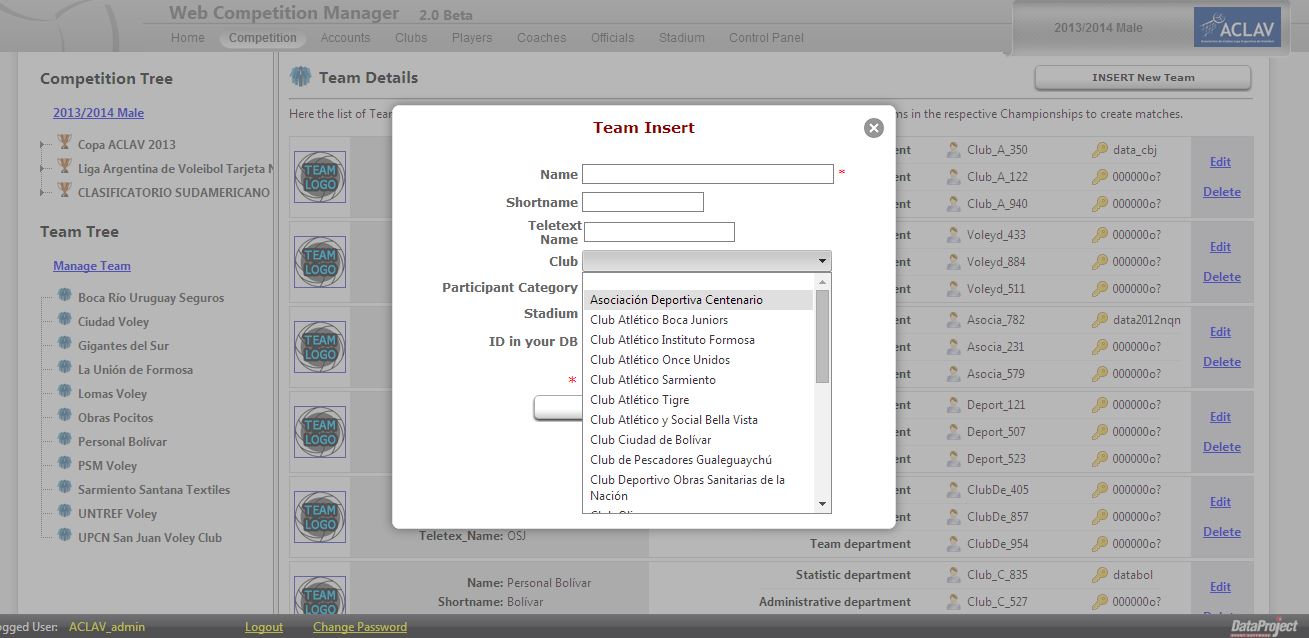 Web Competition Manager 2.0 Beta
Home Competition Accounts Clubs Players Coaches Officials Stadium Control Panel
2013/2014 Male
ACLAV
Competition Tree
2013/2014 Male
Copa ACLAV 2013
Liga Argentina de Voleibol Tarjeta N
CLASIFICATORIO SUDAMERICANO
Team Tree
Manage Team
Boca Río Uruguay Seguros
Ciudad Voley
Gigantes del Sur
La Unión de Formosa
Lomas Voley
Obras Pocitos
Personal Bolívar
PSM Voley
Sarmiento Santana Textiles
UNTREF Voley
UPCN San Juan Voley Club
Team Details
INSERT New Team
Here the list of Tear
ms in the respective Championships to create matches.
Team Insert
Name *
Shortname
Teletext
Name
Club
Participant Category
Stadium
ID in your DB
*
Asociación Deportiva Centenario
Club Atlético Boca Juniors
Club Atlético Instituto Formosa
Club Atlético Once Unidos
Club Atlético Sarmiento
Club Atlético Tigre
Club Atlético y Social Bella Vista
Club Ciudad de Bolívar
Club de Pescadores Gualeguaychú
Club Deportivo Obras Sanitarias de la
Nación
TEAM
LOGO
ent Club_A_350 data_cbj
ent Club_A_122 000000o?
ent Club_A_940 000000o?
Edit
Delete
TEAM
LOGO
ent Voleyd_433 000000o?
ent Voleyd_884 000000o?
ent Voleyd_511 000000o?
Edit
Delete
TEAM
LOGO
ent Asocia_782 data2012nqn
ent Asocia_231 000000o?
ent Asocia_579 000000o?
Edit
Delete
TEAM
LOGO
ent Deport_121 000000o?
ent Deport_507 000000o?
ent Deport_523 000000o?
Edit
Delete
TEAM
LOGO
Teletex_Name: OSJ
ent ClubDe_405 000000o?
ent ClubDe_857 000000o?
Team department ClubDe_954 000000o?
Edit
Delete
TEAM
LOGO
Name: Personal Bolívar
Shortname: Bolívar
Statistic department Club_C_835 databol
Administrative department Club_C_527 000000o?
Edit
ogged User: ACLAV_admin Logout Change Password
DataProject